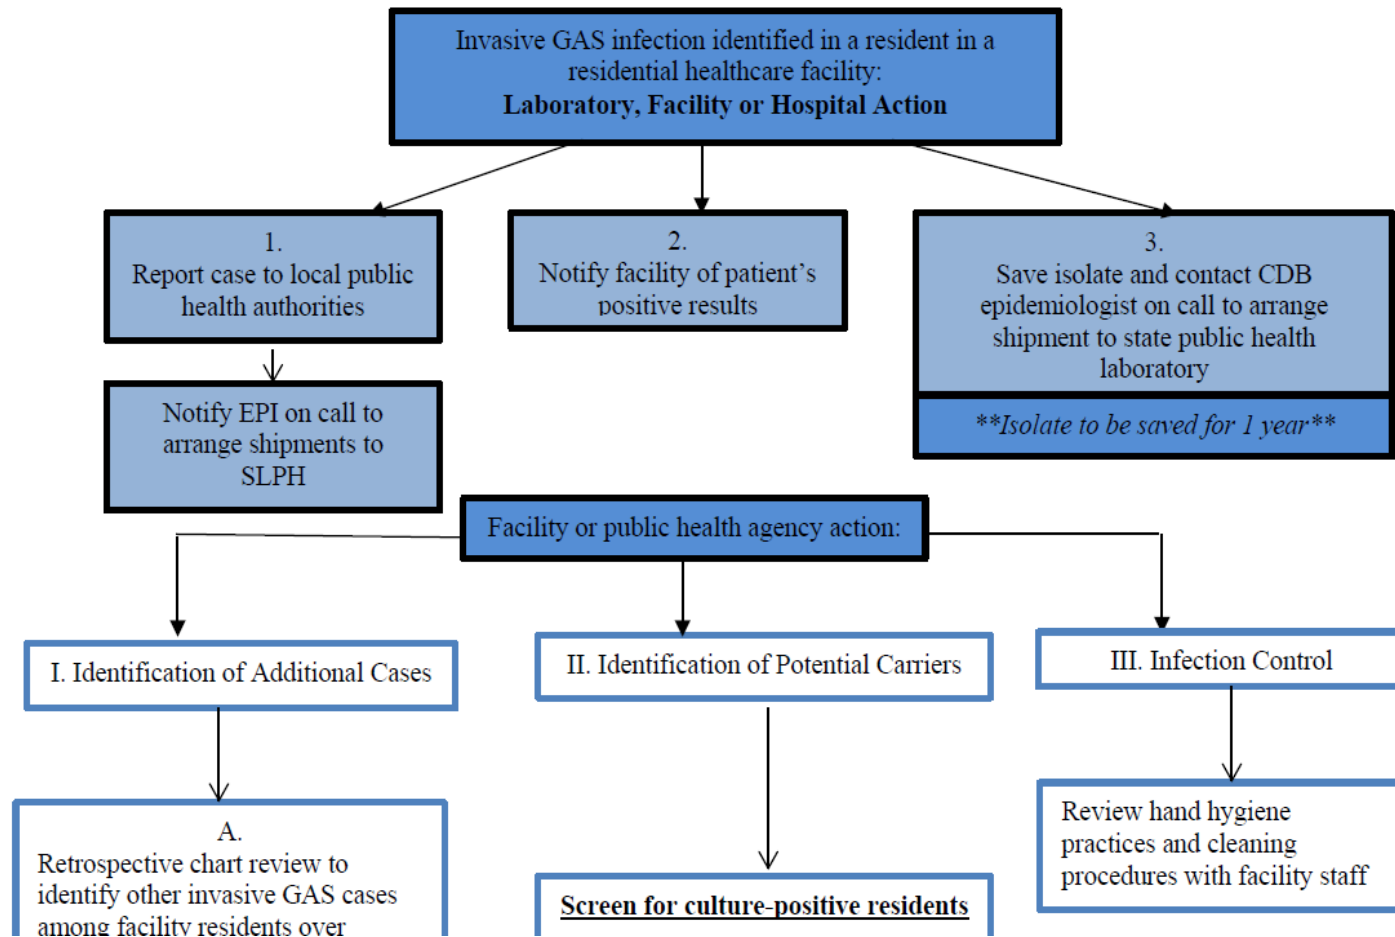 Invasive GAS infection identified in a resident in a
residential healthcare facility:
Laboratory, Facility or Hospital Action
1.
Report case to local public
health authorities
2.
Notify facility of patient’s
positive results
3.
Save isolate and contact CDB
epidemiologist on call to arrange
shipment to state public health
laboratory
**Isolate to be saved for 1 year**
Notify EPI on call to
arrange shipments to
SLPH
Facility or public health agency action:
I. Identification of Additional Cases
II. Identification of Potential Carriers
III. Infection Control
A.
Retrospective chart review to
identify other invasive GAS cases
among facility residents over
Screen for culture-positive residents
Review hand hygiene
practices and cleaning
procedures with facility staff